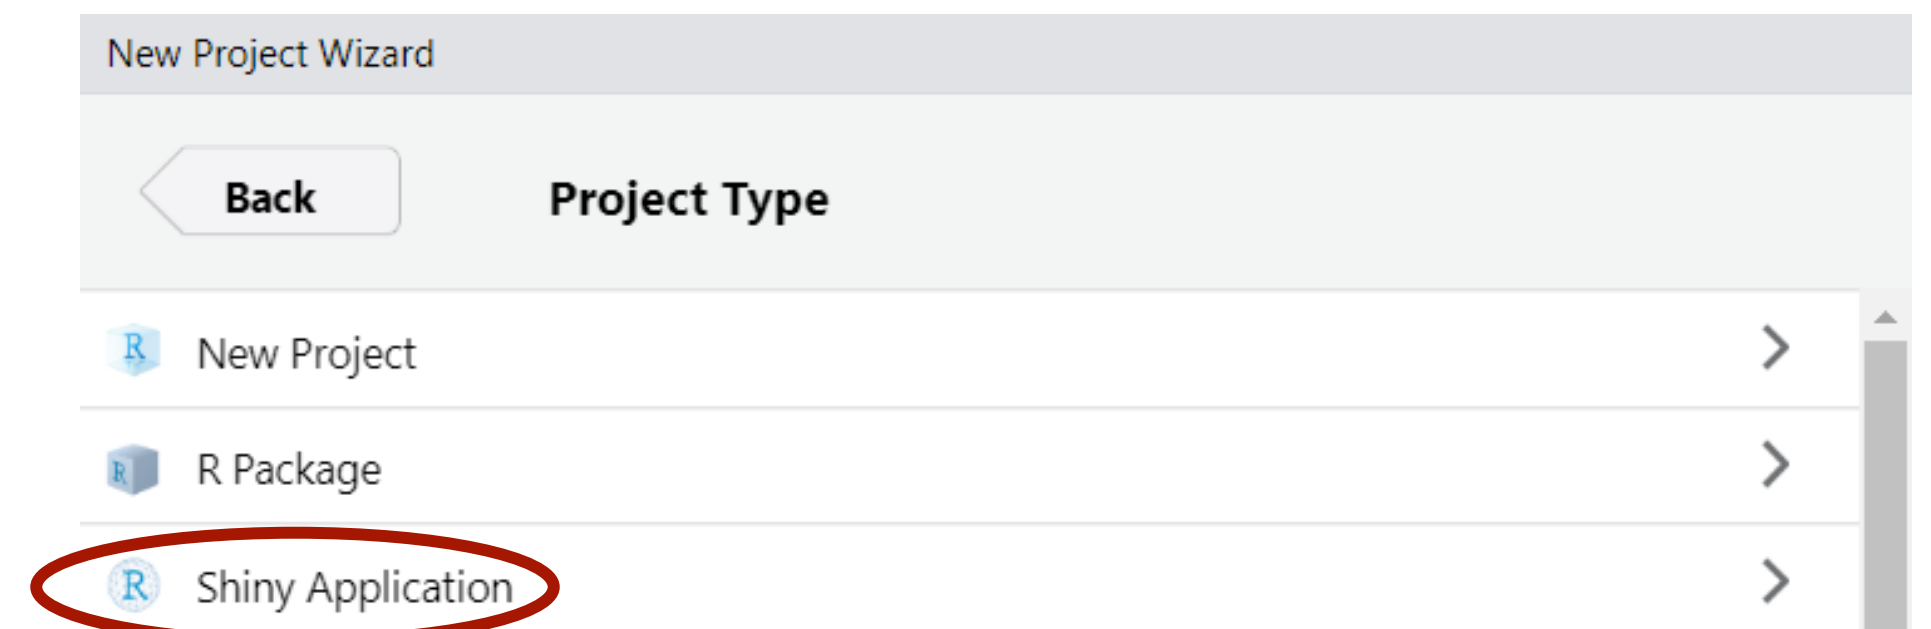 New Project Wizard
Back
Project Type
R
New Project
R
R Package
R
Shiny Application